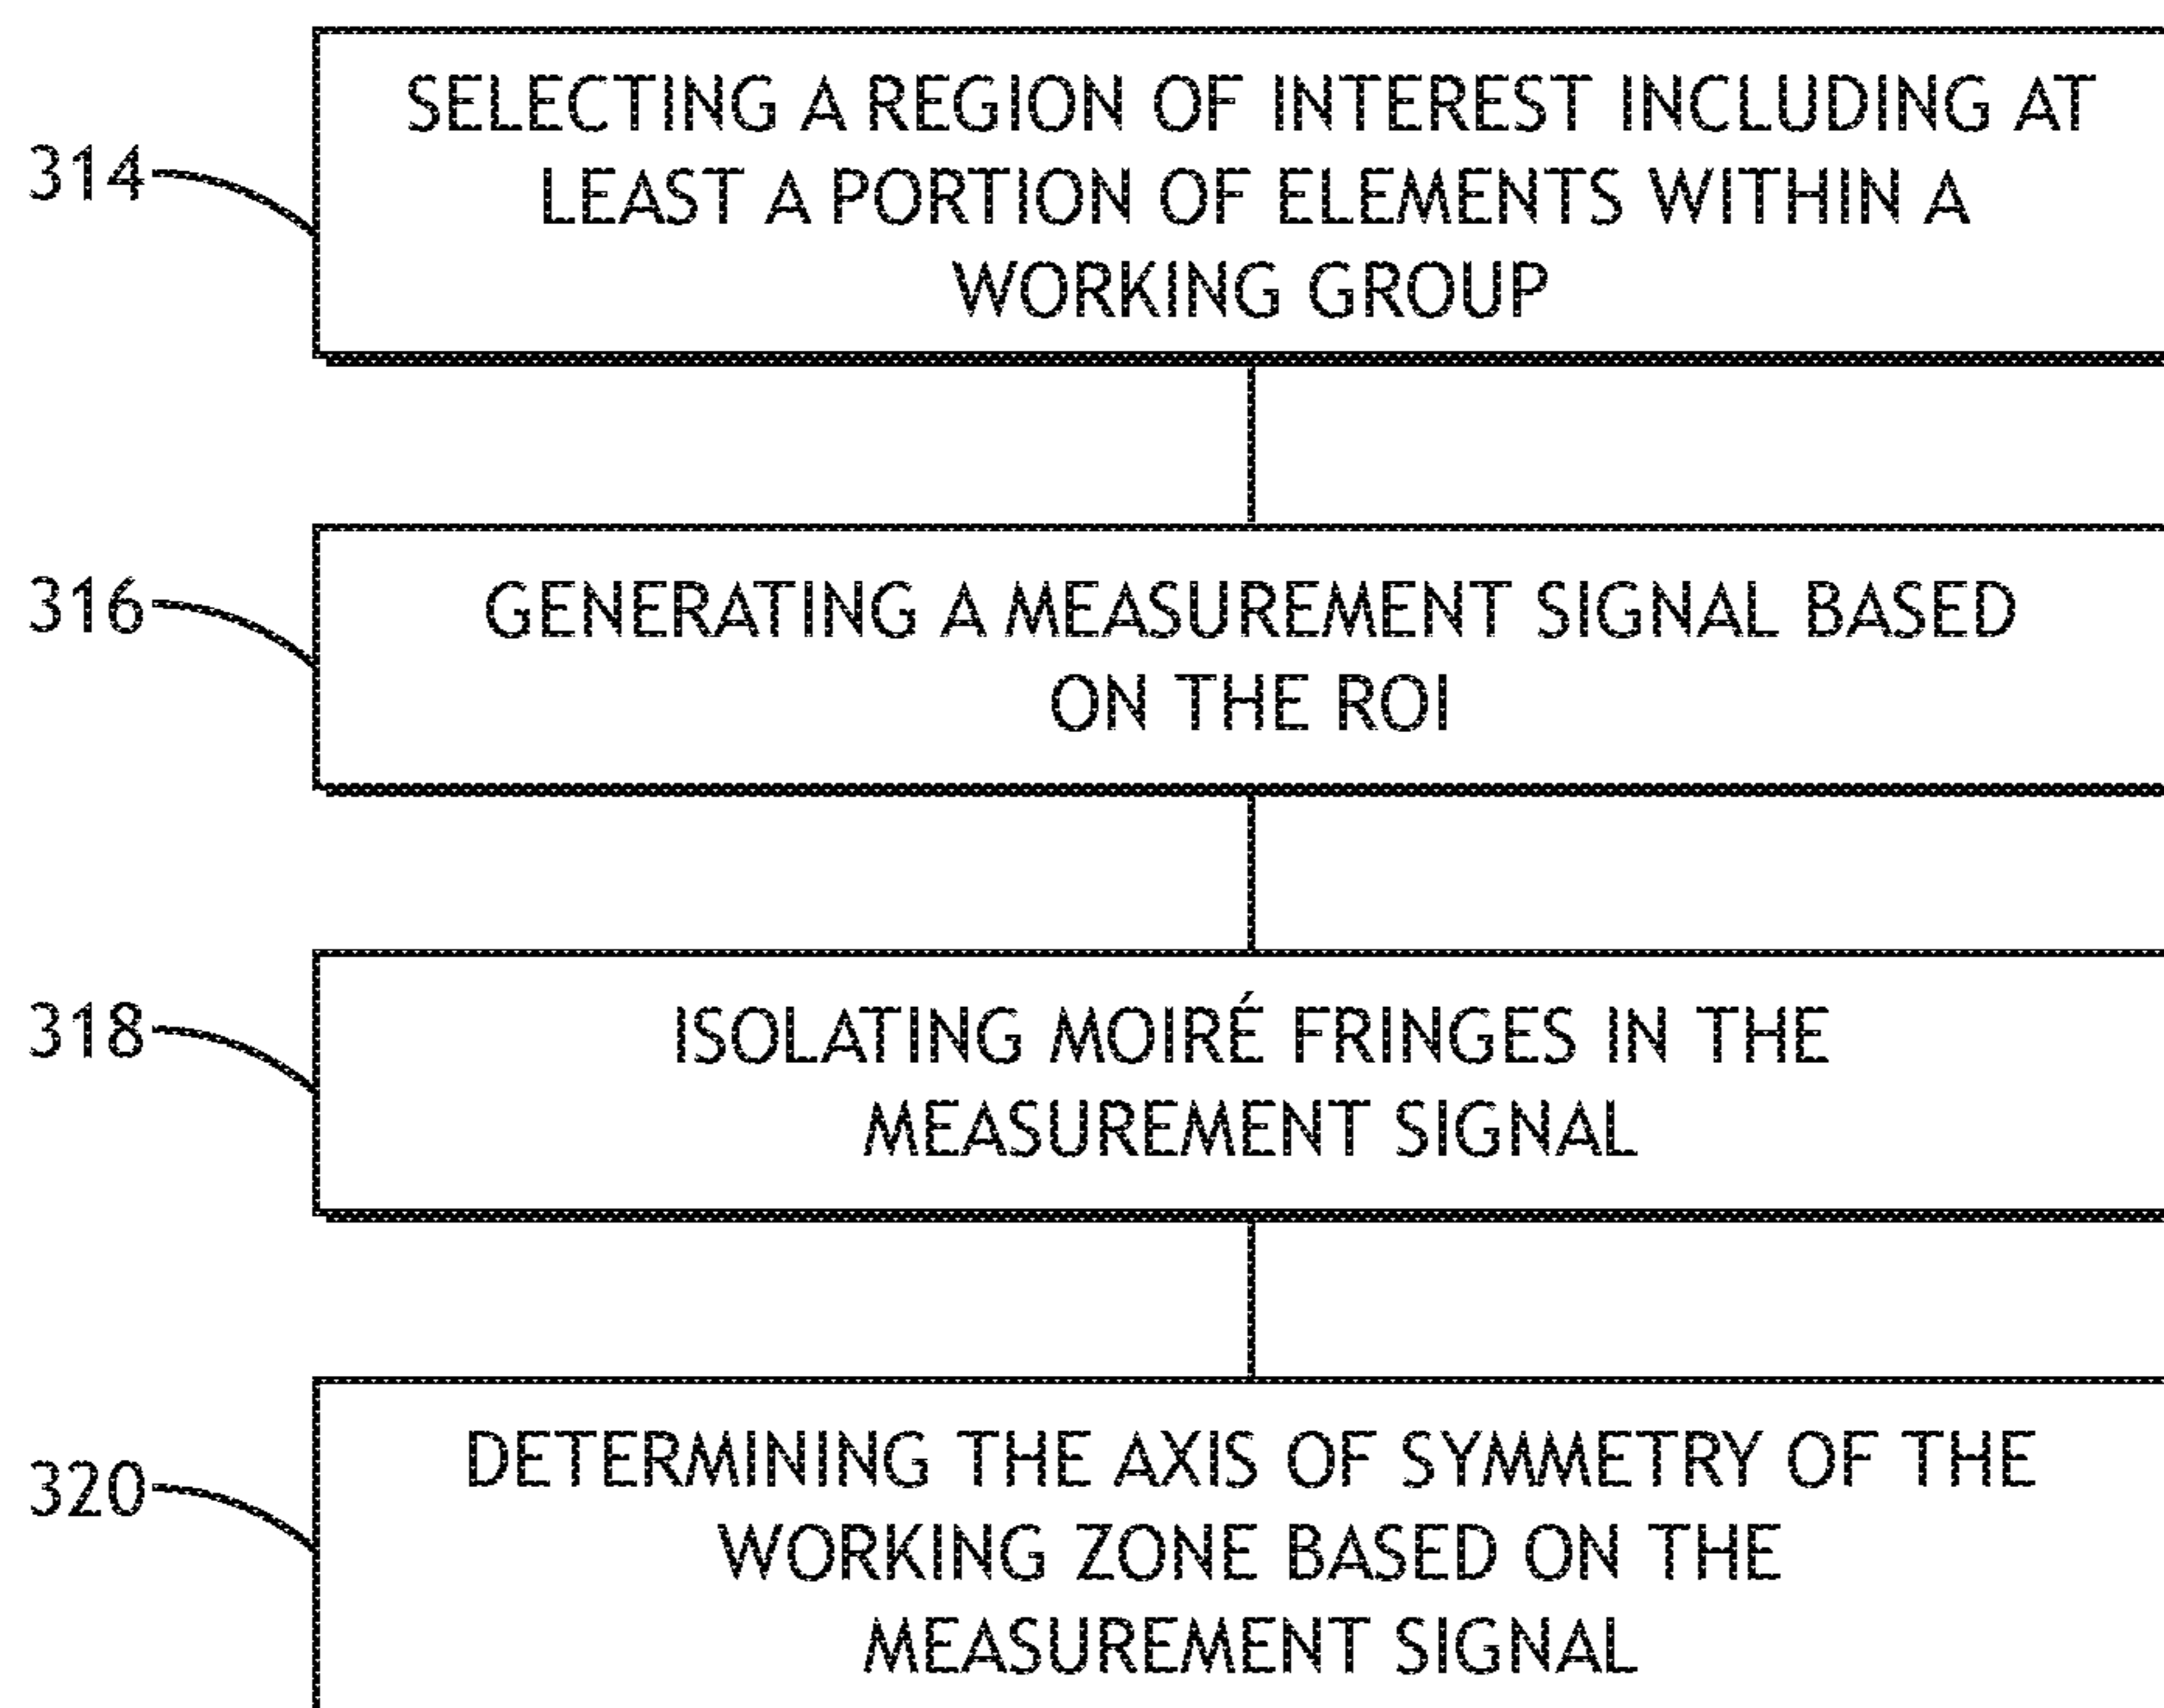 314
SELECTING A REGION OF INTEREST INCLUDING AT
LEAST A PORTION OF ELEMENTS WITHIN A
WORKING GROUP
316
GENERATING A MEASUREMENT SIGNAL BASED
ON THE ROI
318
ISOLATING MOIRÉ FRINGES IN THE
MEASUREMENT SIGNAL
320
DETERMINING THE AXIS OF SYMMETRY OF THE
WORKING ZONE BASED ON THE
MEASUREMENT SIGNAL